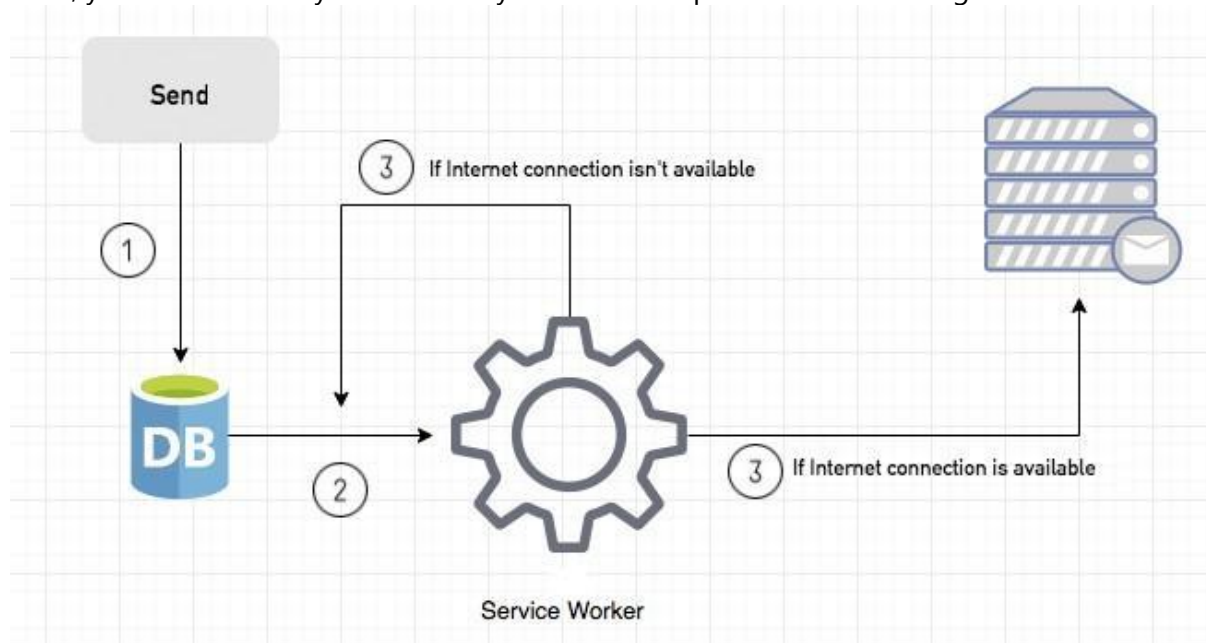 Send
3 If Internet connection isn't available
1
DB
2
3 If Internet connection is available
Service Worker